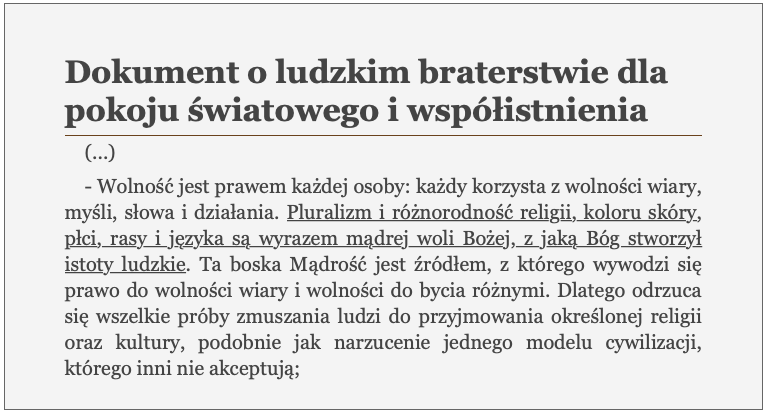 Dokument o ludzkim braterstwie dla
pokoju światowego i współistnienia
(...)
- Wolność jest prawem każdej osoby: każdy korzysta z wolności wiary,
myśli, słowa i działania. Pluralizm i różnorodność religii, koloru skóry,
płci, rasy i języka są wyrazem mądrej woli Bożej, z jaką Bóg stworzył
istoty ludzkie. Ta boska Mądrość jest źródłem, z którego wywodzi się
prawo do wolności wiary i wolności do bycia różnymi. Dlatego odrzuca
się wszelkie próby zmuszania ludzi do przyjmowania określonej religii
oraz kultury, podobnie jak narzucenie jednego modelu cywilizacji,
którego inni nie akceptują;